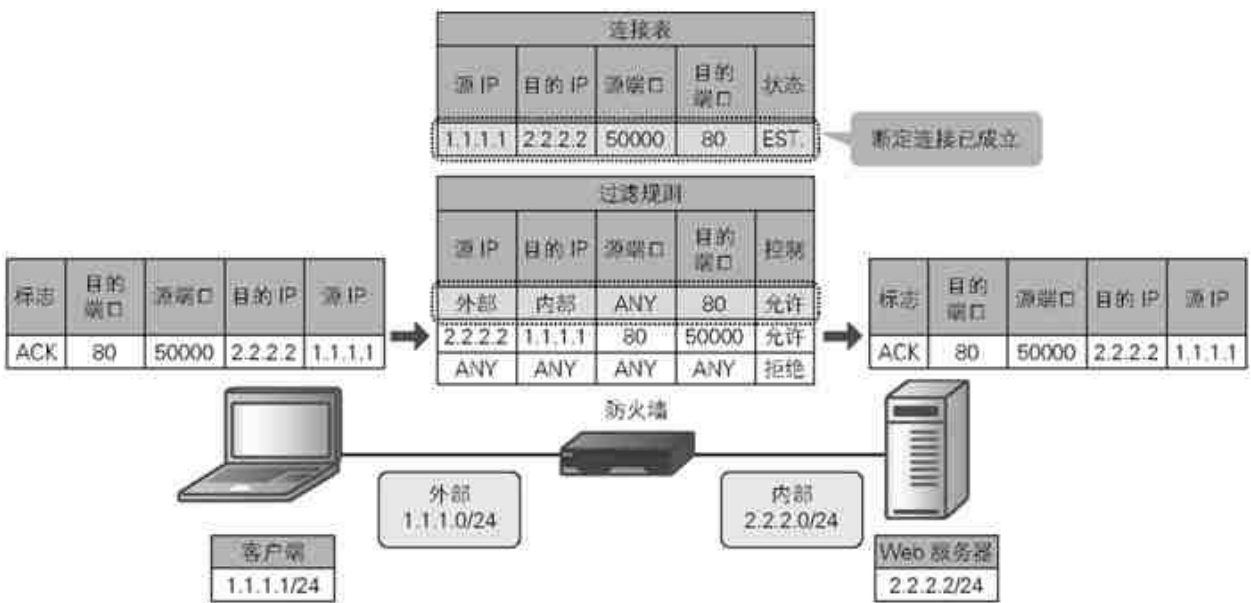 连接表
源 IP 目的 IP 源端口 目的端口 状态
1.1.1.1 2.2.2.2 50000 80 EST.
断定连接已成立
过滤规则
源 IP 目的 IP 源端口 目的端口 控制
外部 内部 ANY 80 允许
2.2.2.2 1.1.1.1 80 50000 允许
ANY ANY ANY ANY 拒绝
标志 目的端口 源端口 目的 IP 源 IP
ACK 80 50000 2.2.2.2 1.1.1.1
标志 目的端口 源端口 目的 IP 源 IP
ACK 80 50000 2.2.2.2 1.1.1.1
防火墙
外部
1.1.1.0/24
内部
2.2.2.0/24
客户端
1.1.1.1/24
Web 服务器
2.2.2.2/24